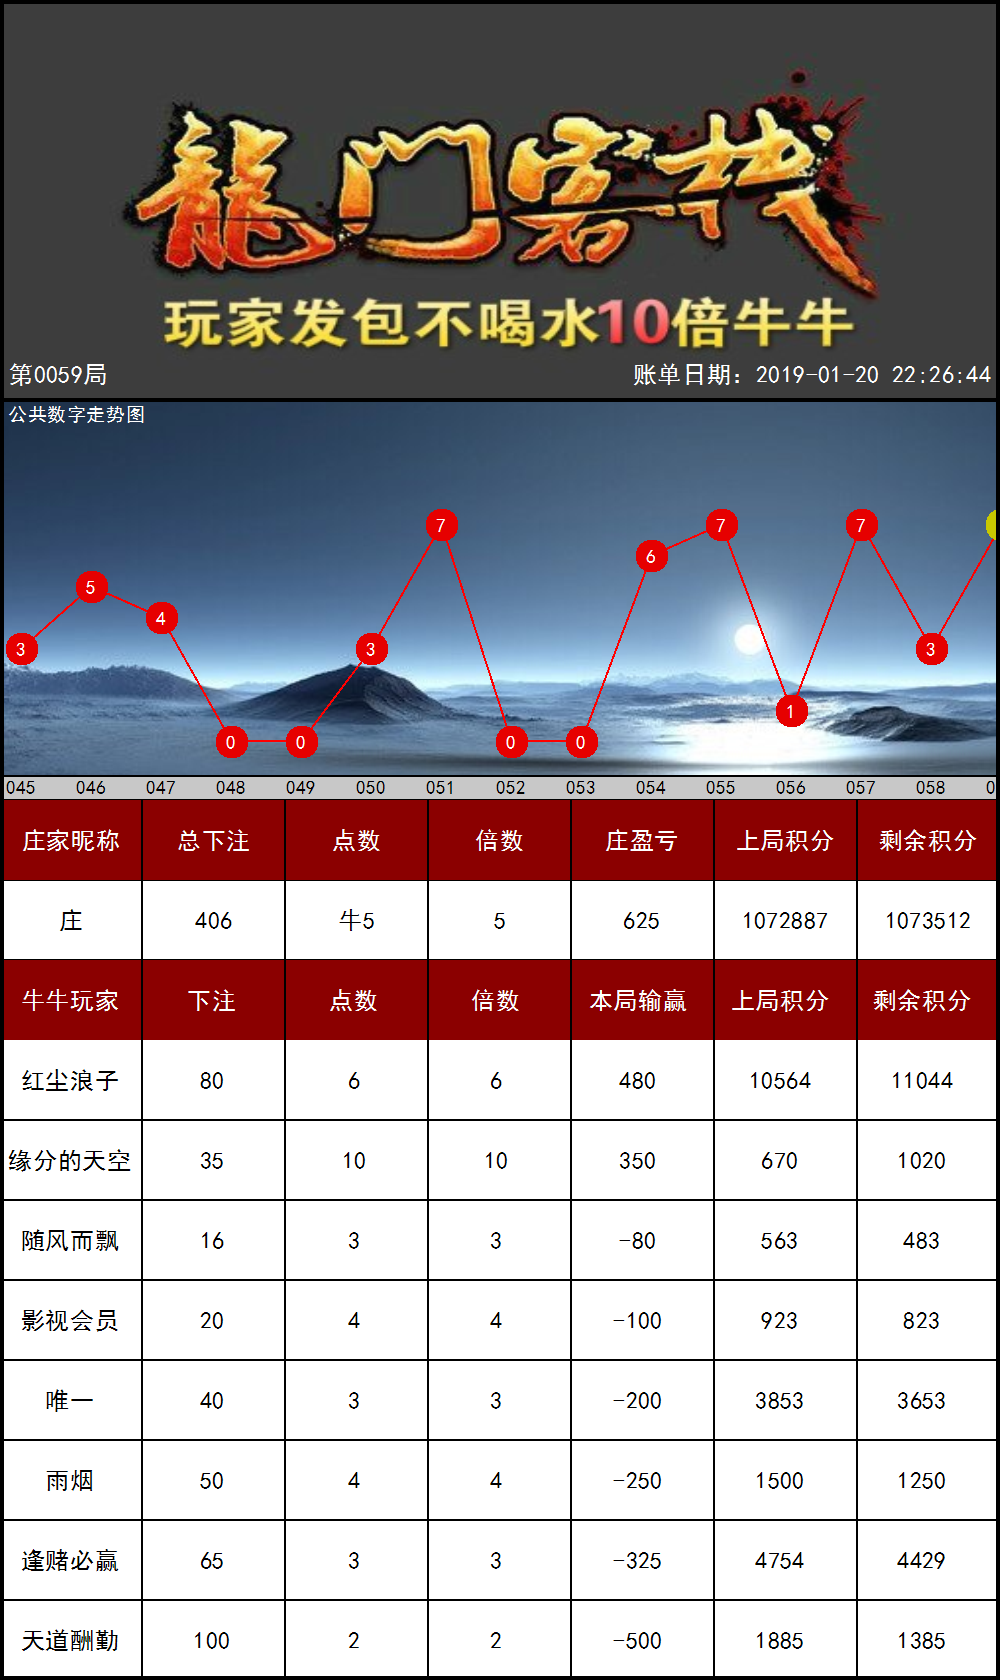 龍门客栈
玩家发包不喝水10倍牛牛
第0059局 账单日期: 2019-01-20 22:26:44
公共数字走势图
3 5 4 0 0 3 7 0 0 6 7 1 7 3
045 046 047 048 049 050 051 052 053 054 055 056 057 058 0
庄家昵称 总下注 点数 倍数 庄盈亏 上局积分 剩余积分
庄 406 牛5 5 625 1072887 1073512
牛牛玩家 下注 点数 倍数 本局输赢 上局积分 剩余积分
红尘浪子 80 6 6 480 10564 11044
缘分的天空 35 10 10 350 670 1020
随风而飘 16 3 3 -80 563 483
影视会员 20 4 4 -100 923 823
唯一 40 3 3 -200 3853 3653
雨烟 50 4 4 -250 1500 1250
逢赌必赢 65 3 3 -325 4754 4429
天道酬勤 100 2 2 -500 1885 1385